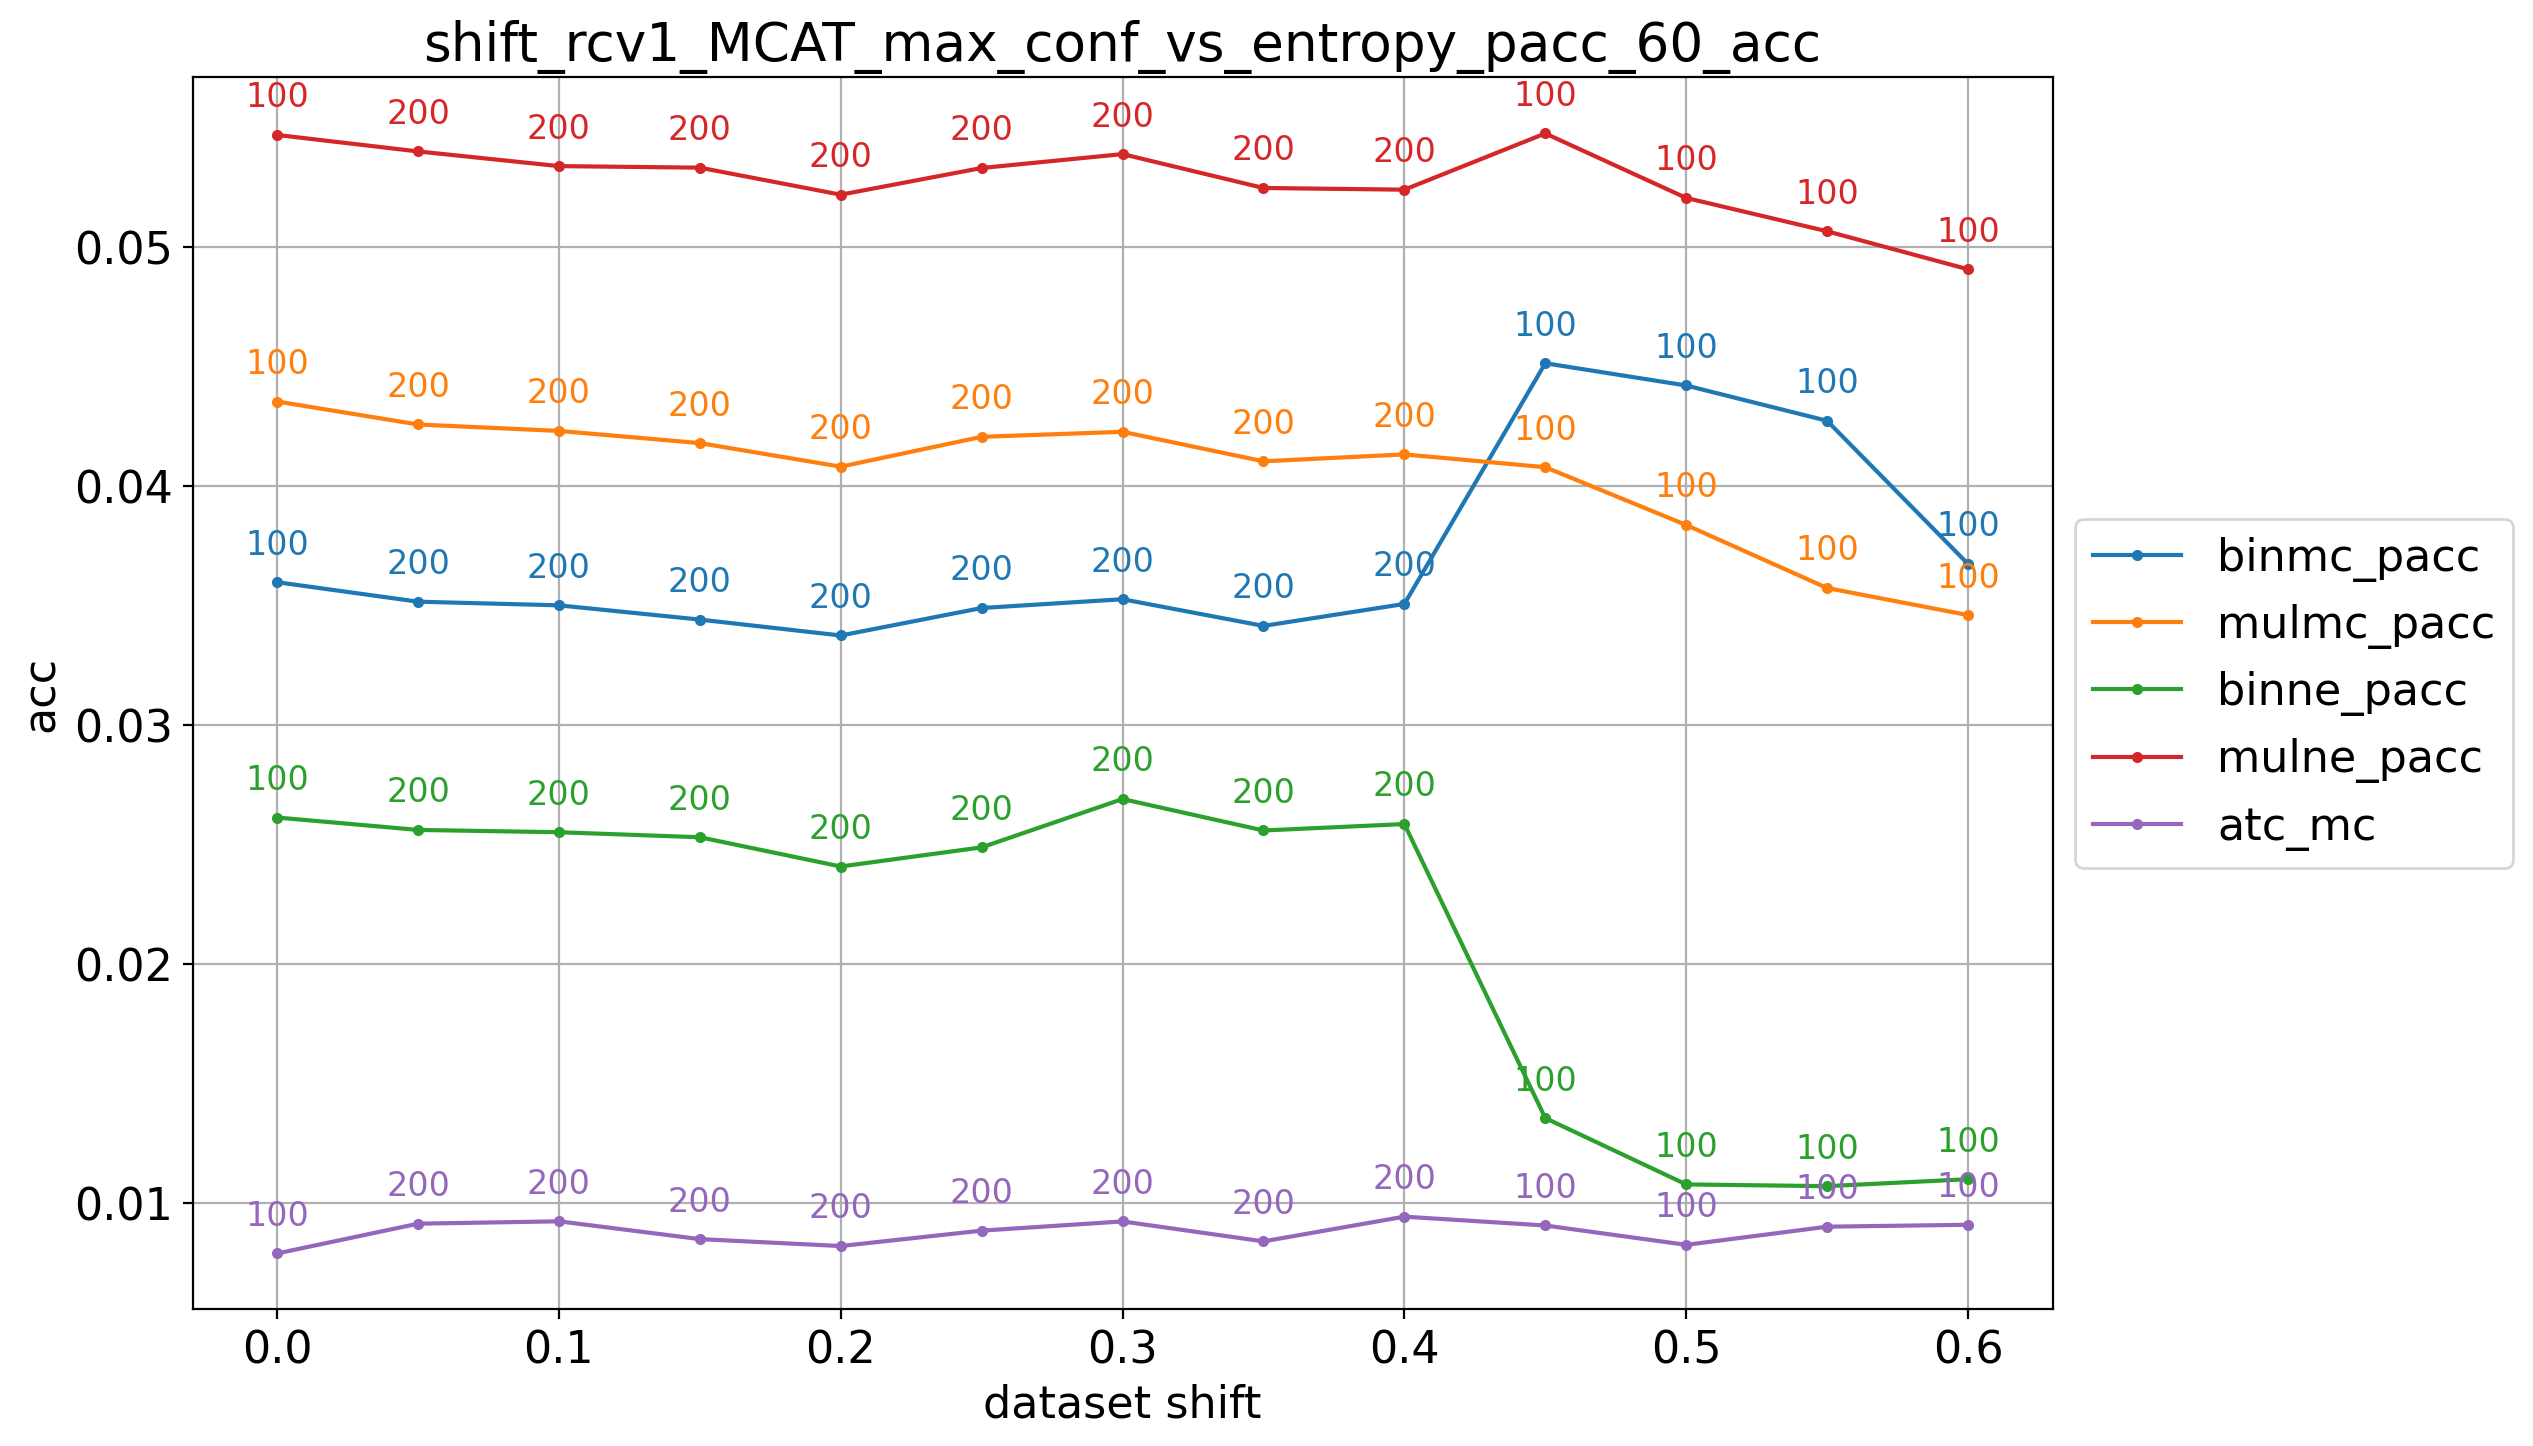 shift_rcv1_MCAT_max_conf_vs_entropy_pacc_60_acc
100 200 200 200 200 200 200 200 200 100 100 100 100
100 200 200 200 200 200 200 200 200 100 100 100 100
100 200 200 200 200 200 200 200 200 100 100 100 100
100 200 200 200 200 200 200 200 200 100 100 100 100
100 200 200 200 200 200 200 200 200 100 100 100 100
0.05
0.04
0.03
0.02
0.01
acc
0.0 0.1 0.2 0.3 0.4 0.5 0.6
dataset shift
binmc_pacc
mulmc_pacc
binne_pacc
mulne_pacc
atc_mc